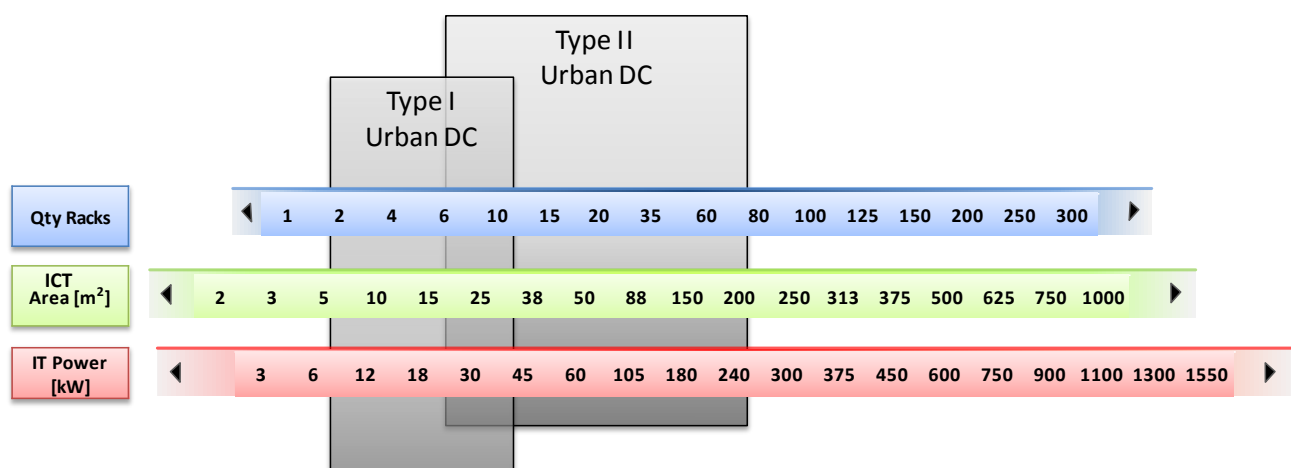 Type II
Urban DC
Type I
Urban DC
Qty Racks
1 2 4 6 10 15 20 35 60 80 100 125 150 200 250 300
ICT
Area [m²]
2 3 5 10 15 25 38 50 88 150 200 250 313 375 500 625 750 1000
IT Power
[kW]
3 6 12 18 30 45 60 105 180 240 300 375 450 600 750 900 1100 1300 1550